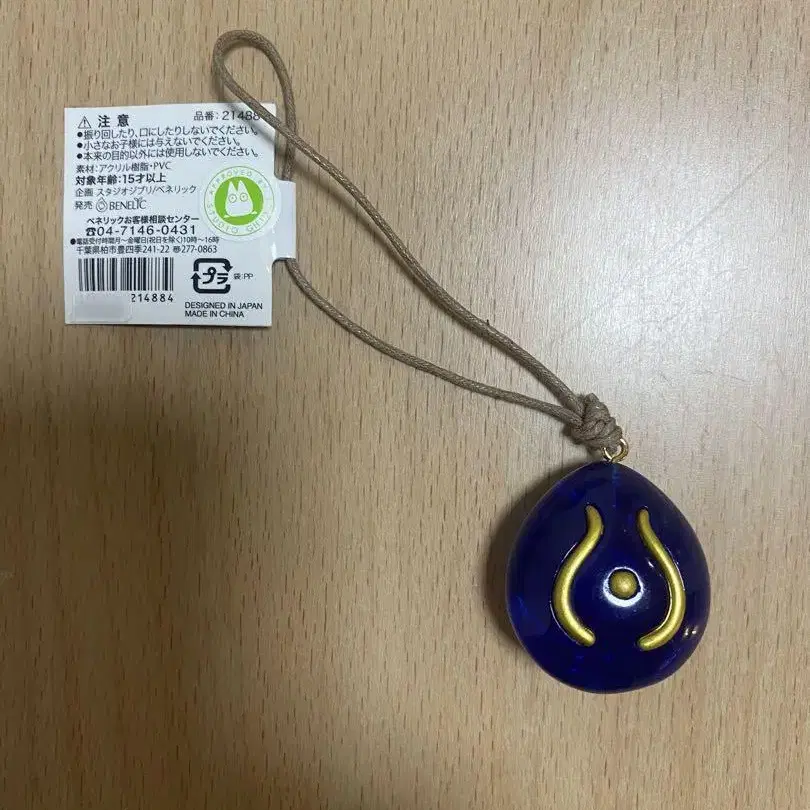 注意
品番: 21488
●振り回したり、口にしたりしないでください。
●小さなお子様には与えないでください。
●本来の目的以外には使用しないでください。
素材:アクリル樹脂・PVC
対象年齢:15才以上
企画 スタジオジブリ/ベネリック
発売 BENELIC
ベネリックお客様相談センター
☎04-7146-0431
●電話受付時間月〜金曜日(祝日を除く)10時〜16時
千葉県柏市豊四季241-22 〠277-0863
APPROVED BY
STUDIO GHIBLI
プラ
袋:PP
214884
DESIGNED IN JAPAN
MADE IN CHINA